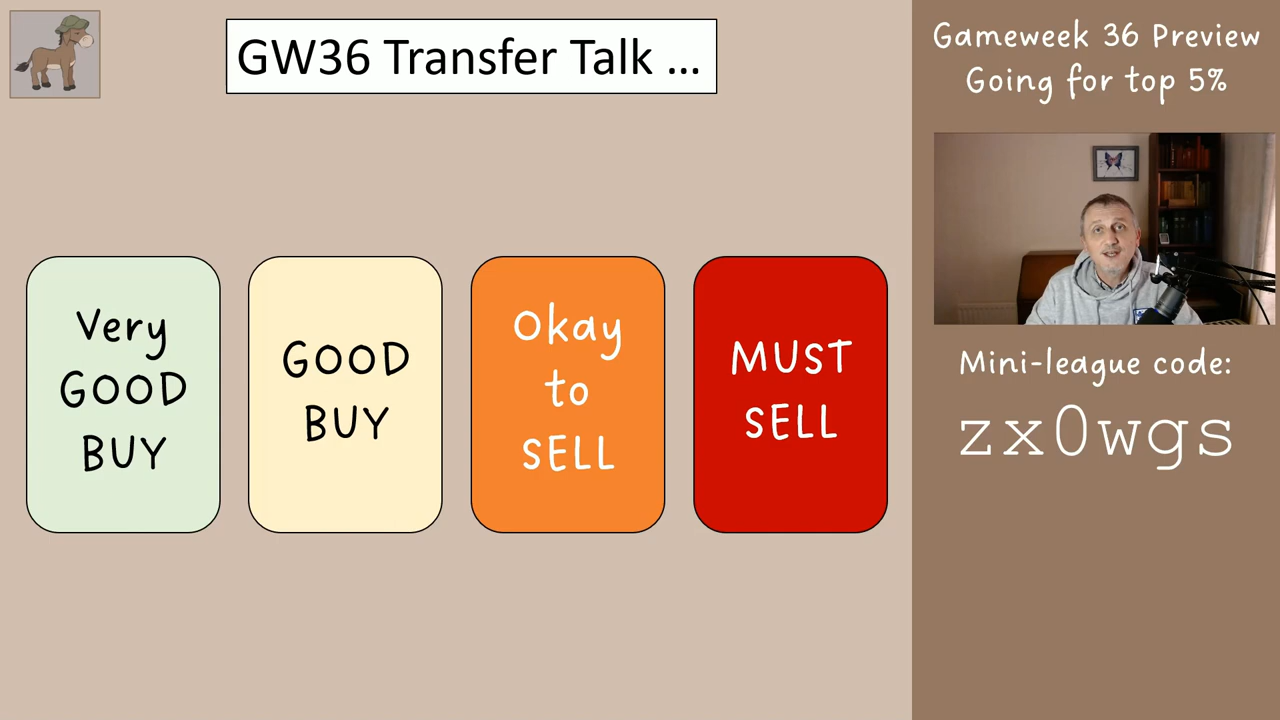 GW36 Transfer Talk ...
Gameweek 36 Preview
Going for top 5%
Very
GOOD
BUY
GOOD
BUY
Okay
to
SELL
MUST
SELL
Mini-league code:
zx0wgs